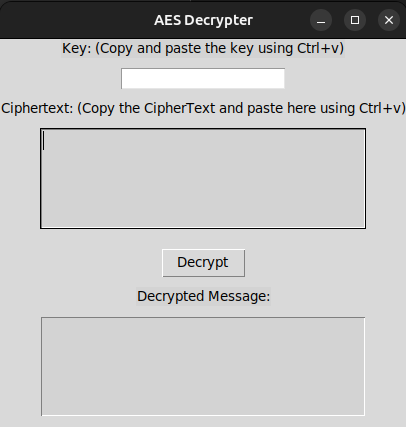 AES Decrypter
Key: (Copy and paste the key using Ctrl+v)
Ciphertext: (Copy the CipherText and paste here using Ctrl+v)
Decrypt
Decrypted Message: